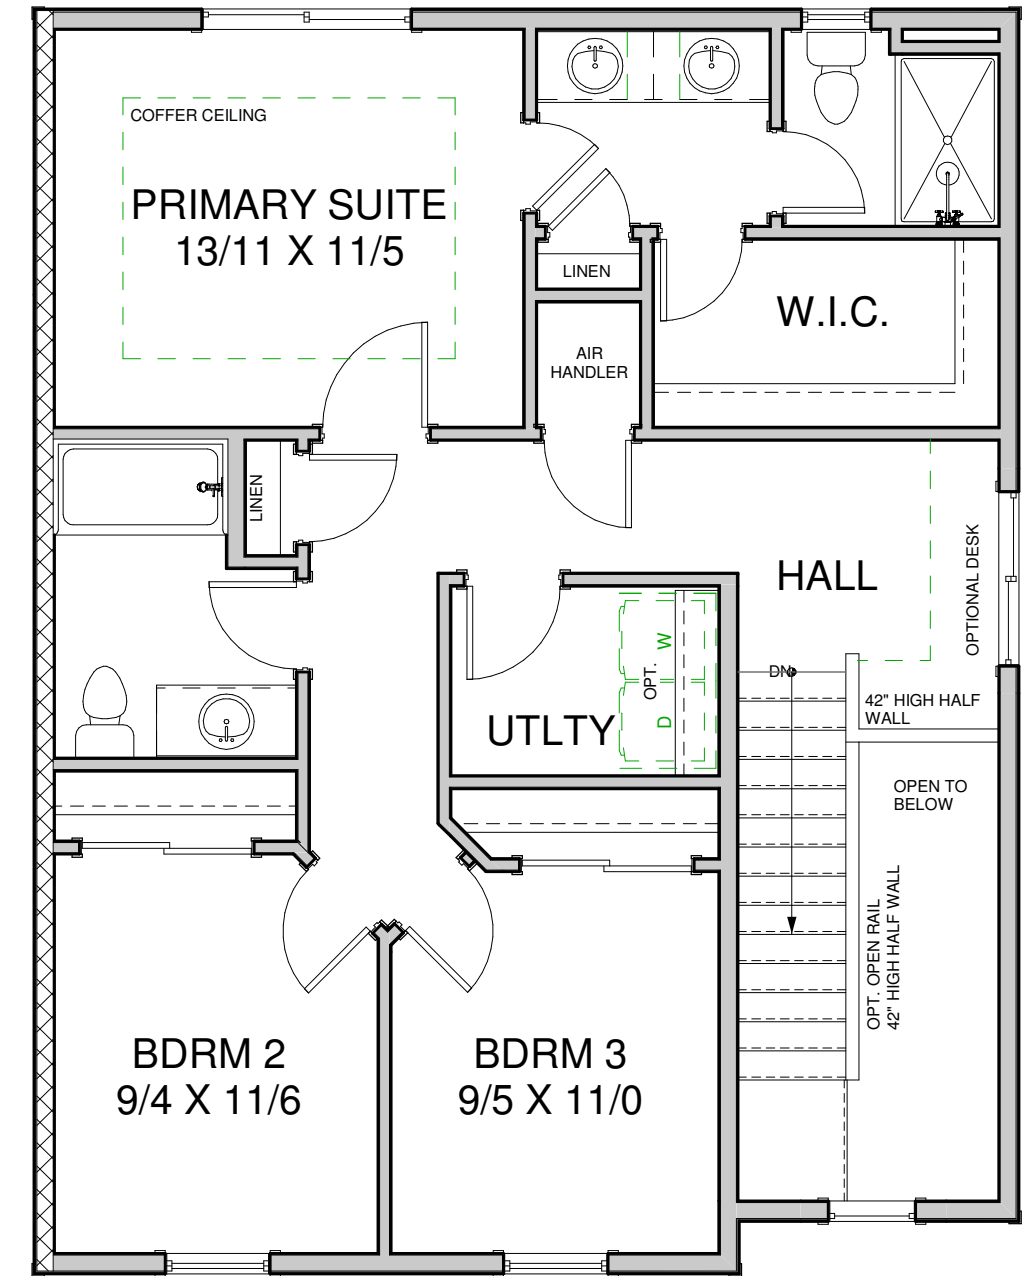 COFFER CEILING
PRIMARY SUITE
13/11 X 11/5
LINEN
W.I.C.
AIR
HANDLER
LINEN
HALL
OPTIONAL DESK
W
OPT.
D
UTLTY
DN
42" HIGH HALF
WALL
OPEN TO
BELOW
OPT. OPEN RAIL
42" HIGH HALF WALL
BDRM 2
9/4 X 11/6
BDRM 3
9/5 X 11/0